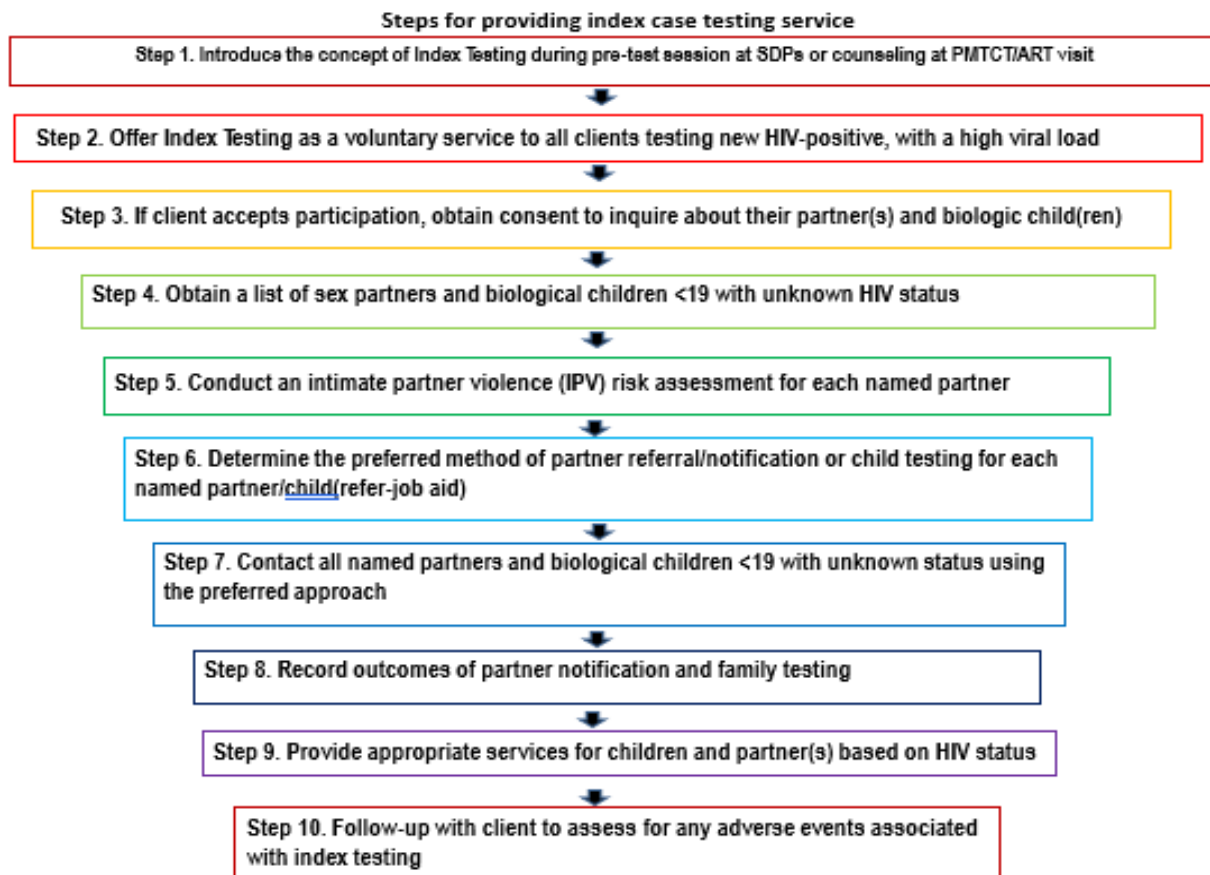 Steps for providing index case testing service
Step 1. Introduce the concept of Index Testing during pre-test session at SDPs or counseling at PMTCT/ART visit
Step 2. Offer Index Testing as a voluntary service to all clients testing new HIV-positive, with a high viral load
Step 3. If client accepts participation, obtain consent to inquire about their partner(s) and biologic child(ren)
Step 4. Obtain a list of sex partners and biological children <19 with unknown HIV status
Step 5. Conduct an intimate partner violence (IPV) risk assessment for each named partner
Step 6. Determine the preferred method of partner referral/notification or child testing for each
named partner/child(refer-job aid)
Step 7. Contact all named partners and biological children <19 with unknown status using
the preferred approach
Step 8. Record outcomes of partner notification and family testing
Step 9. Provide appropriate services for children and partner(s) based on HIV status
Step 10. Follow-up with client to assess for any adverse events associated
with index testing